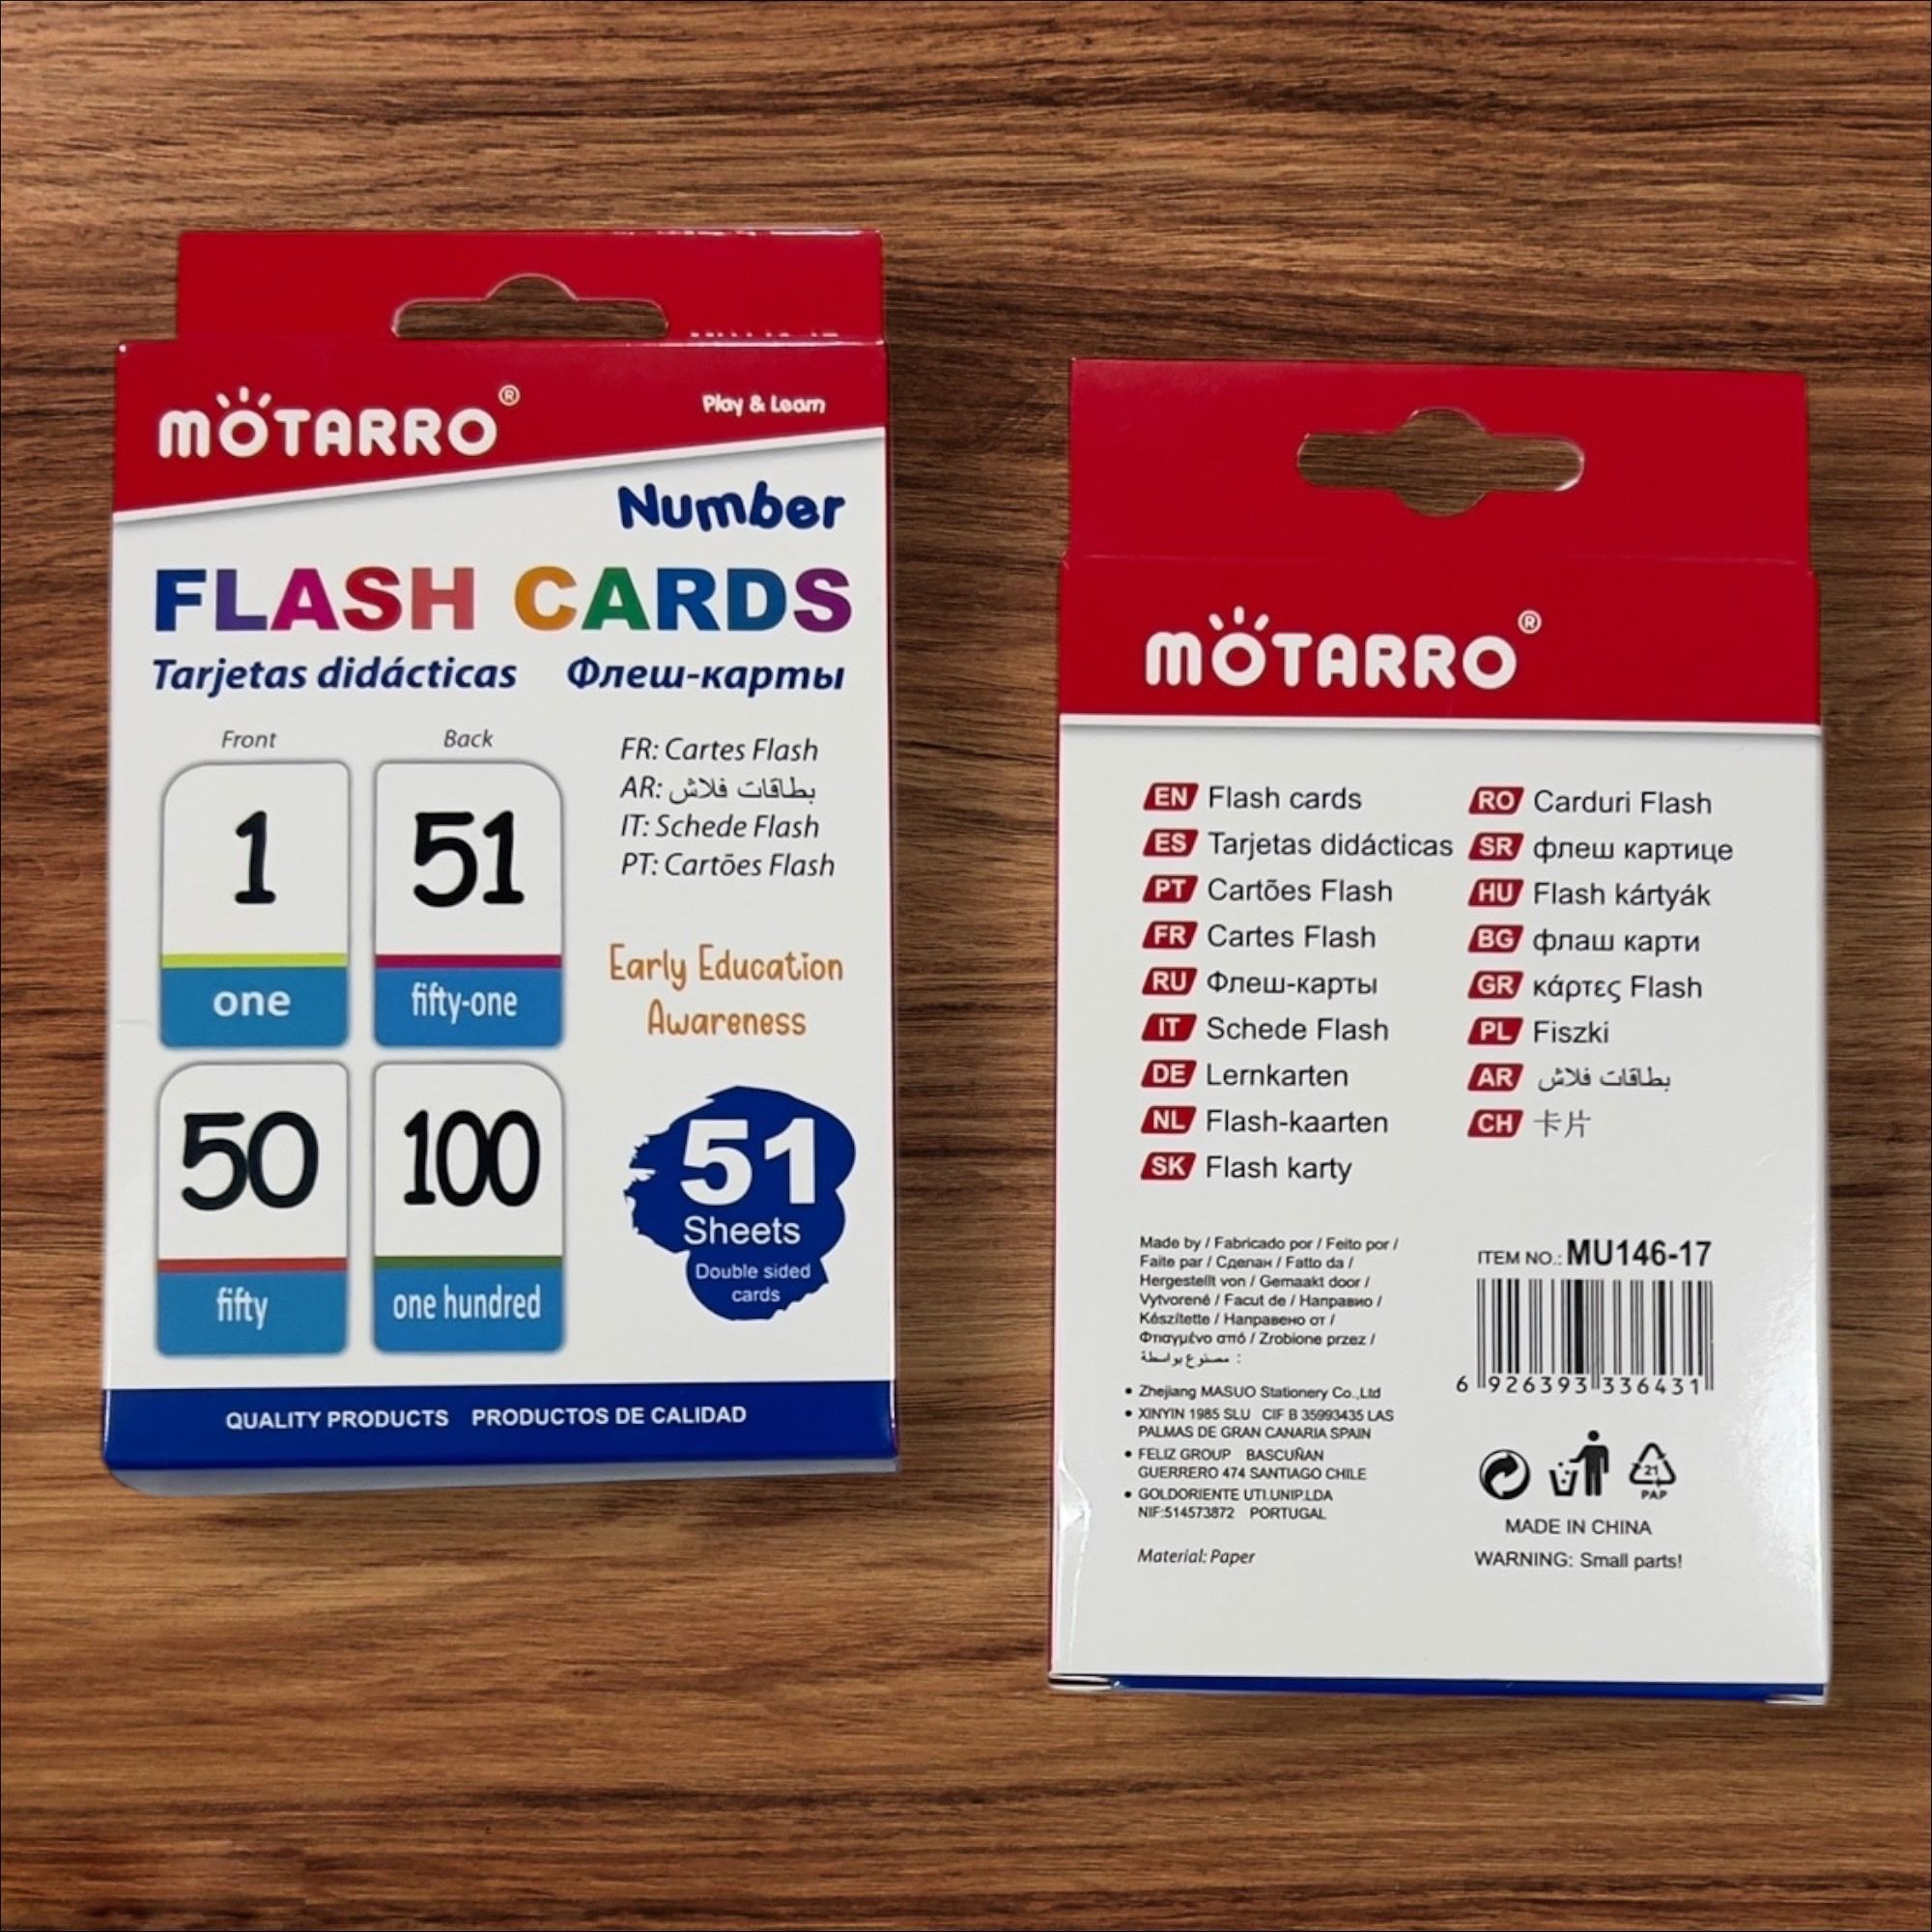 MOTARRO®
Play & Learn
Number
FLASH CARDS
Tarjetas didácticas Флеш-карты
Front Back
1 51
one fifty-one
50 100
fifty one hundred
FR: Cartes Flash
AR: بطاقات فلاش
IT: Schede Flash
PT: Cartões Flash
Early Education
Awareness
51
Sheets
Double sided
cards
QUALITY PRODUCTS PRODUCTOS DE CALIDAD
MOTARRO®
EN Flash cards
ES Tarjetas didácticas
PT Cartões Flash
FR Cartes Flash
RU Флеш-карты
IT Schede Flash
DE Lernkarten
NL Flash-kaarten
SK Flash karty
RO Carduri Flash
SR флеш картице
HU Flash kártyák
BG флаш карти
GR κάρτες Flash
PL Fiszki
AR بطاقات فلاش
CH 卡片
Made by / Fabricado por / Feito por /
Faite par / Сделан / Fatto da /
Hergestellt von / Gemaakt door /
Vytvorené / Facut de / Направио /
Készítette / Направено от /
Φτιαγμένο από / Zrobione przez /
مصنوع بواسطة :
• Zhejiang MASUO Stationery Co.,Ltd
• XINYIN 1985 SLU CIF B 35993435 LAS
PALMAS DE GRAN CANARIA SPAIN
• FELIZ GROUP BASCUÑAN
GUERRERO 474 SANTIAGO CHILE
• GOLDORIENTE UTI.UNIP.LDA
NIF:514573872 PORTUGAL
Material: Paper
ITEM NO.: MU146-17
6 926393 336431
21
PAP
MADE IN CHINA
WARNING: Small parts!